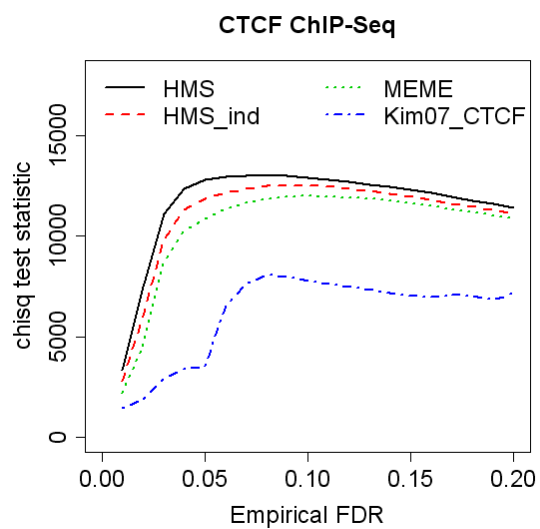 CTCF ChIP-Seq
HMS
MEME
HMS_ind
Kim07_CTCF
chisq test statistic
15000
10000
5000
0
0.00
0.05
0.10
0.15
0.20
Empirical FDR